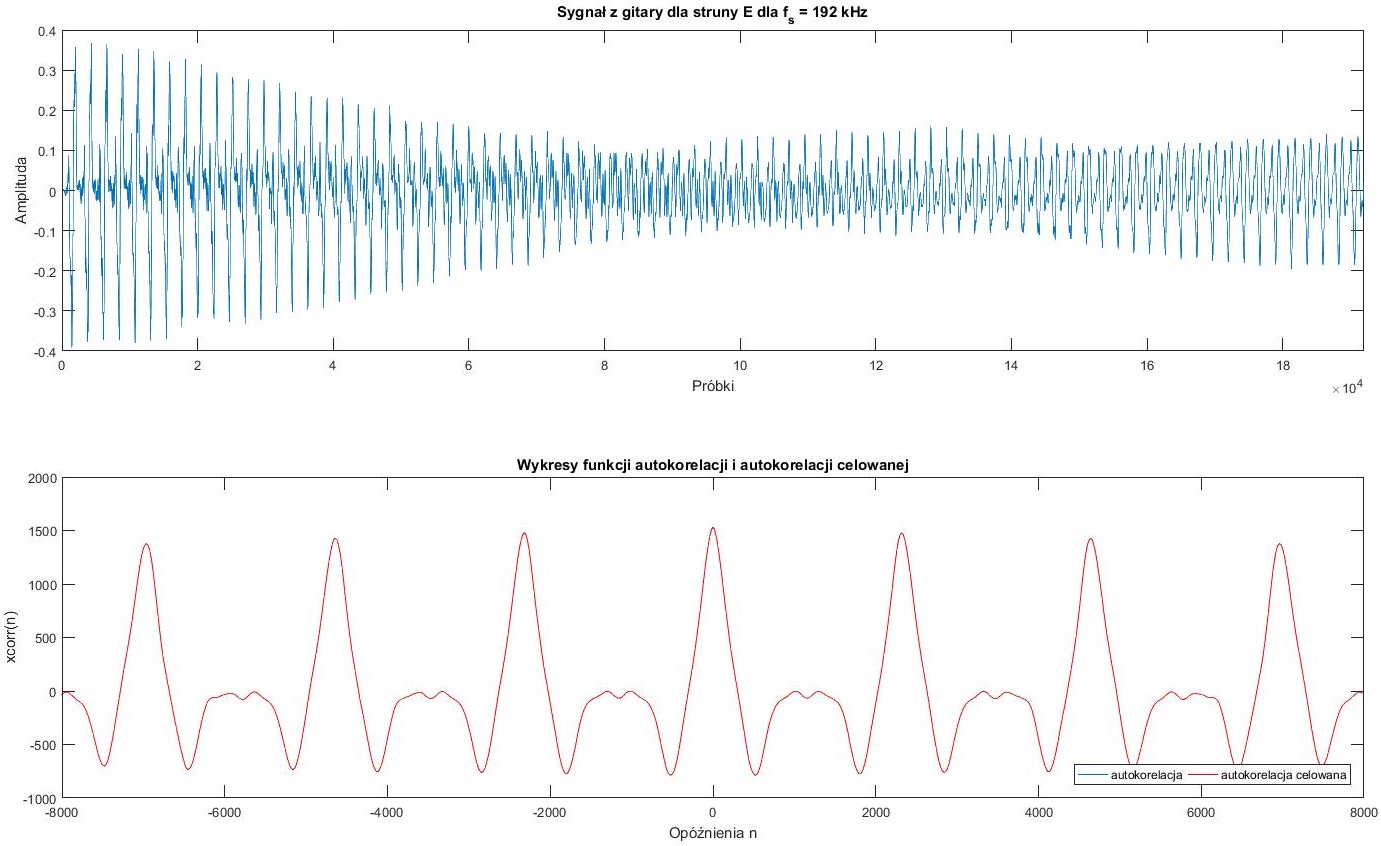 Sygnał z gitary dla struny E dla fs = 192 kHz
0.4
0.3
0.2
0.1
0
-0.1
-0.2
-0.3
-0.4
Amplituda
0 2 4 6 8 10 12 14 16 18
Próbki
×10^4
Wykresy funkcji autokorelacji i autokorelacji celowanej
2000
1500
1000
500
0
-500
-1000
xcorr(n)
autokorelacja autokorelacja celowana
-8000 -6000 -4000 -2000 0 2000 4000 6000 8000
Opóźnienia n